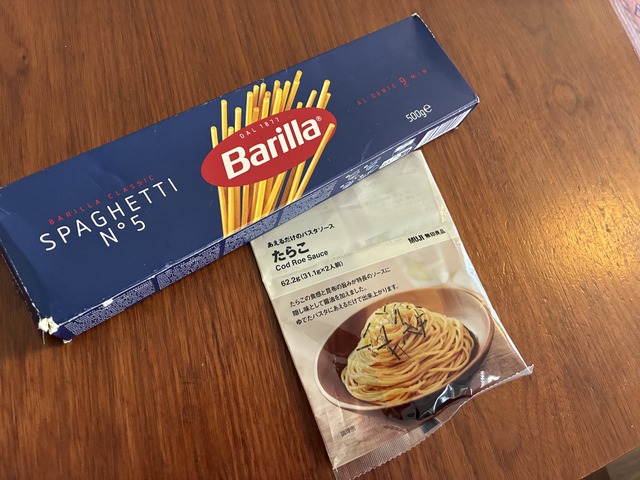 DAL 1877
Barilla®
BARILLA CLASSIC
SPAGHETTI
N°5
AL DENTE 9 MIN
500g℮
あえるだけのパスタソース
たらこ
Cod Roe Sauce
MUJI 無印良品
62.2g(31.1g×2人前)
たらこの食感と昆布の旨みが特長のソースに
隠し味として醤油を加えました。
ゆでたパスタにあえるだけで出来上がります。
調理例